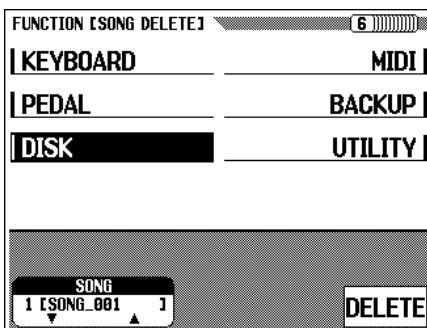 FUNCTION [SONG DELETE] 6
KEYBOARD MIDI
PEDAL BACKUP
DISK UTILITY
SONG
1 [SONG_001 ]
DELETE